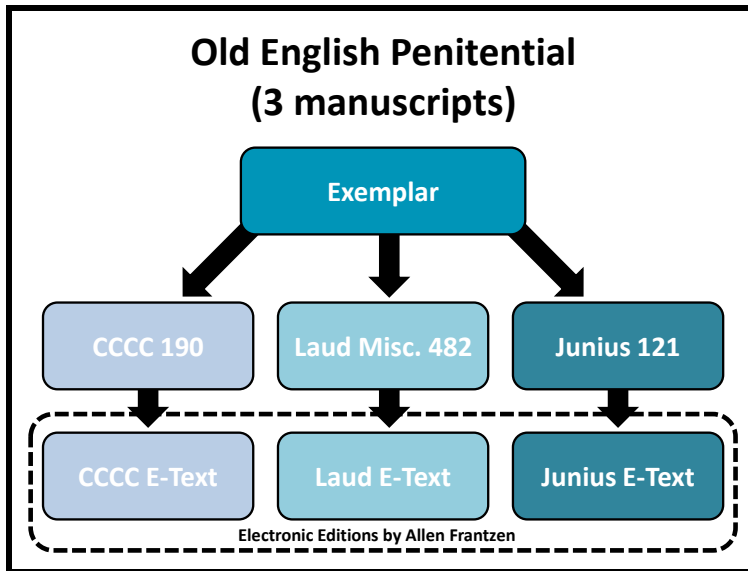 Old English Penitential
(3 manuscripts)
Exemplar
CCCC 190
Laud Misc. 482
Junius 121
CCCC E-Text
Laud E-Text
Junius E-Text
Electronic Editions by Allen Frantzen